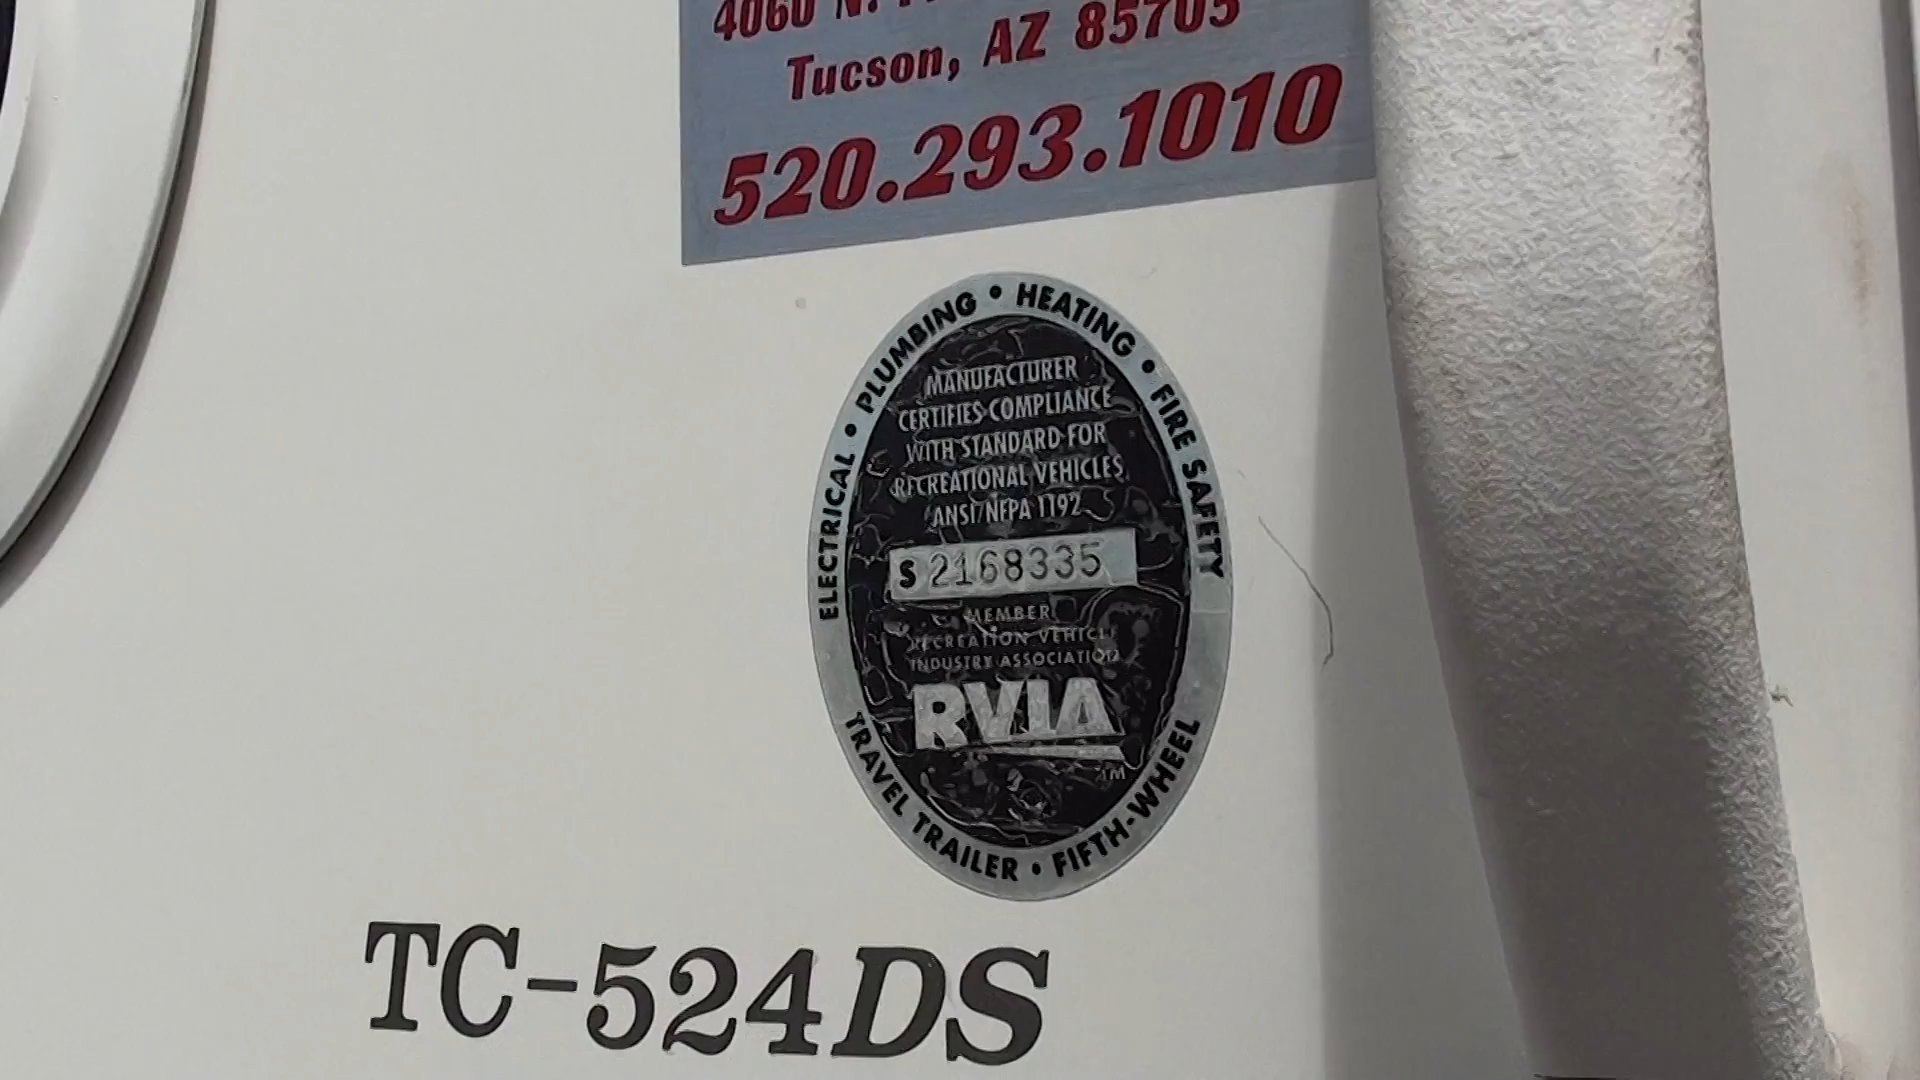 4060 N.
Tucson, AZ 85705
520.293.1010
ELECTRICAL • PLUMBING • HEATING • FIRE SAFETY
MANUFACTURER
CERTIFIES COMPLIANCE
WITH STANDARD FOR
RECREATIONAL VEHICLES
ANSI/NFPA 1192
S 2168335
MEMBER
RECREATION VEHICLE
INDUSTRY ASSOCIATION
RVIA
TM
TRAVEL TRAILER • FIFTH-WHEEL
TC-524DS